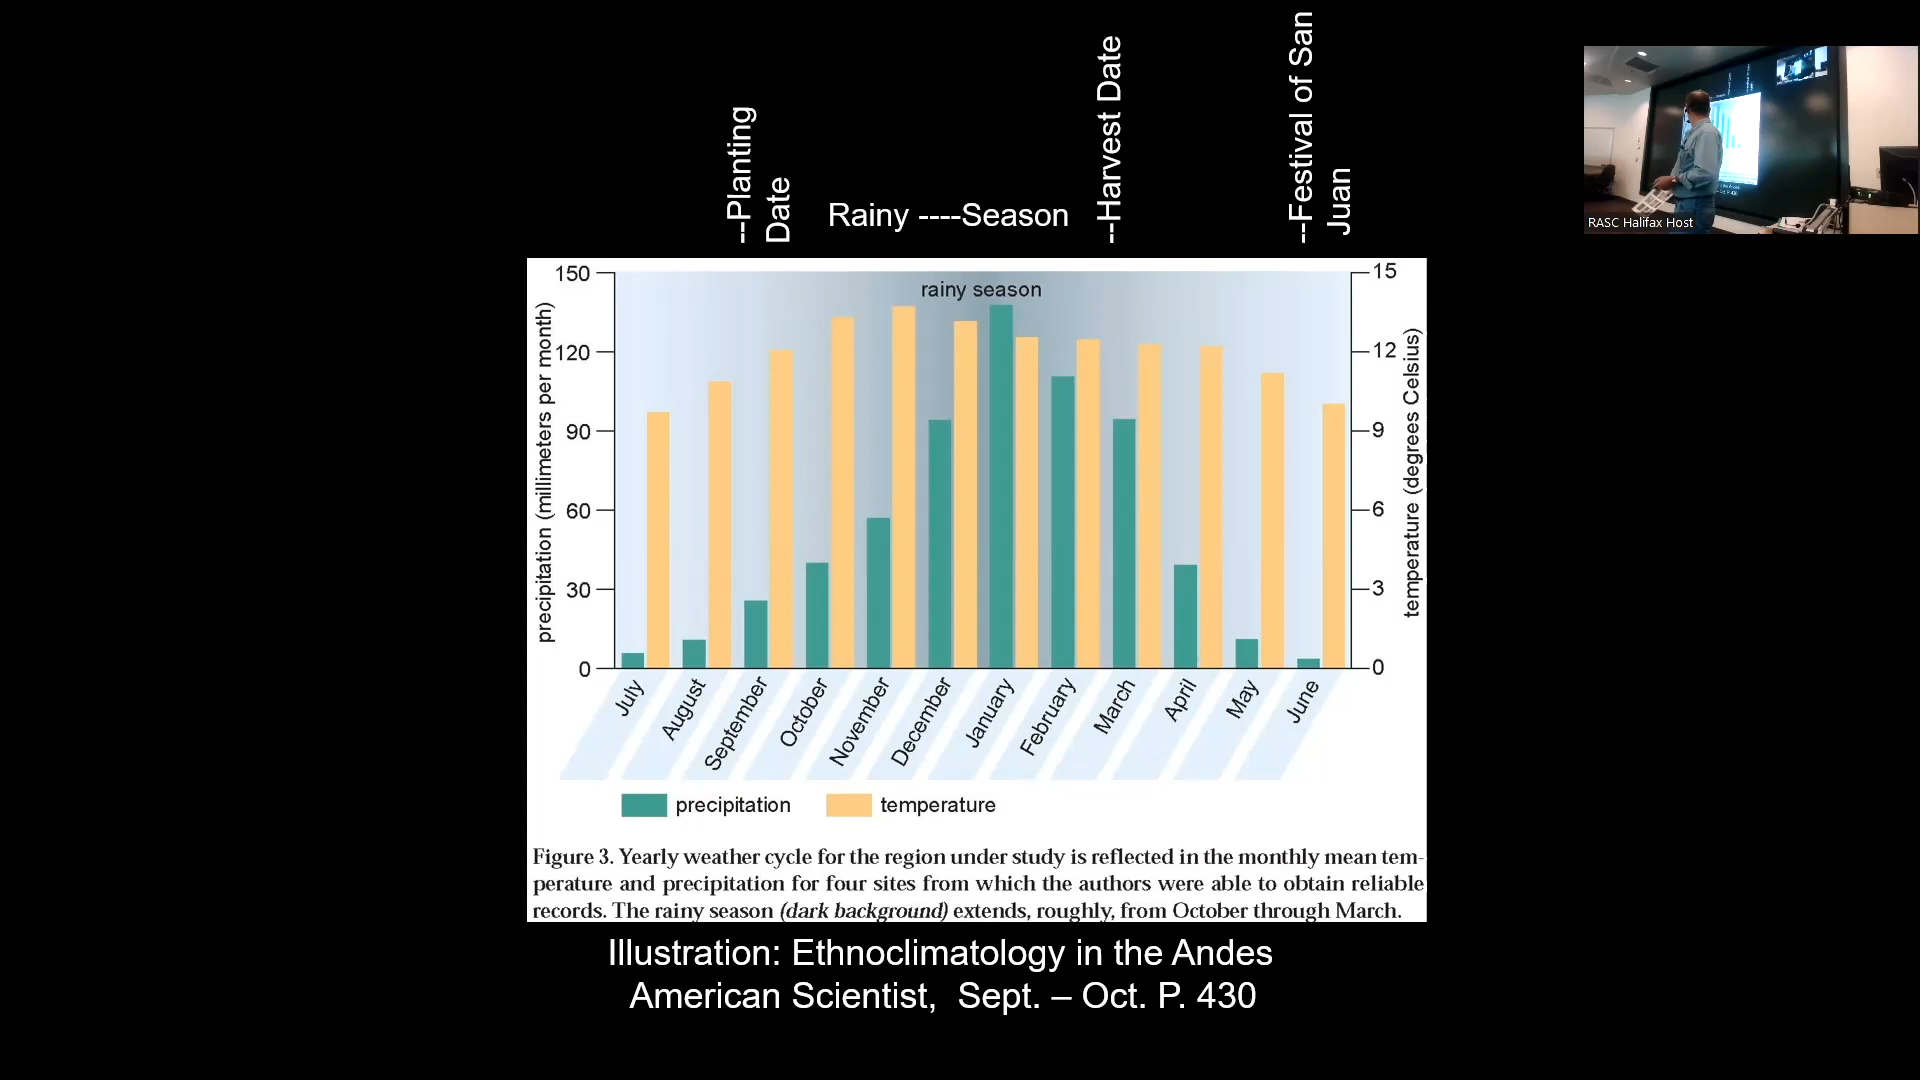 --Planting
Date
Rainy ----Season
--Harvest Date
--Festival of San
Juan
RASC Halifax Host
rainy season
precipitation (millimeters per month)
150
120
90
60
30
0
temperature (degrees Celsius)
15
12
9
6
3
0
July
August
September
October
November
December
January
February
March
April
May
June
precipitation
temperature
Figure 3. Yearly weather cycle for the region under study is reflected in the monthly mean tem-
perature and precipitation for four sites from which the authors were able to obtain reliable
records. The rainy season (dark background) extends, roughly, from October through March.
Illustration: Ethnoclimatology in the Andes
American Scientist,  Sept. – Oct. P. 430